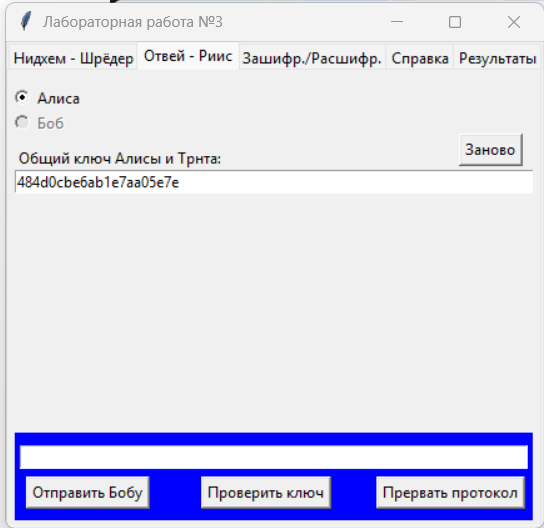 Лабораторная работа №3
Нидхем - Шрёдер Отвей - Риис Зашифр./Расшифр. Справка Результаты
Алиса
Боб
Заново
Общий ключ Алисы и Трнта:
484d0cbe6ab1e7aa05e7e
Отправить Бобу Проверить ключ Прервать протокол